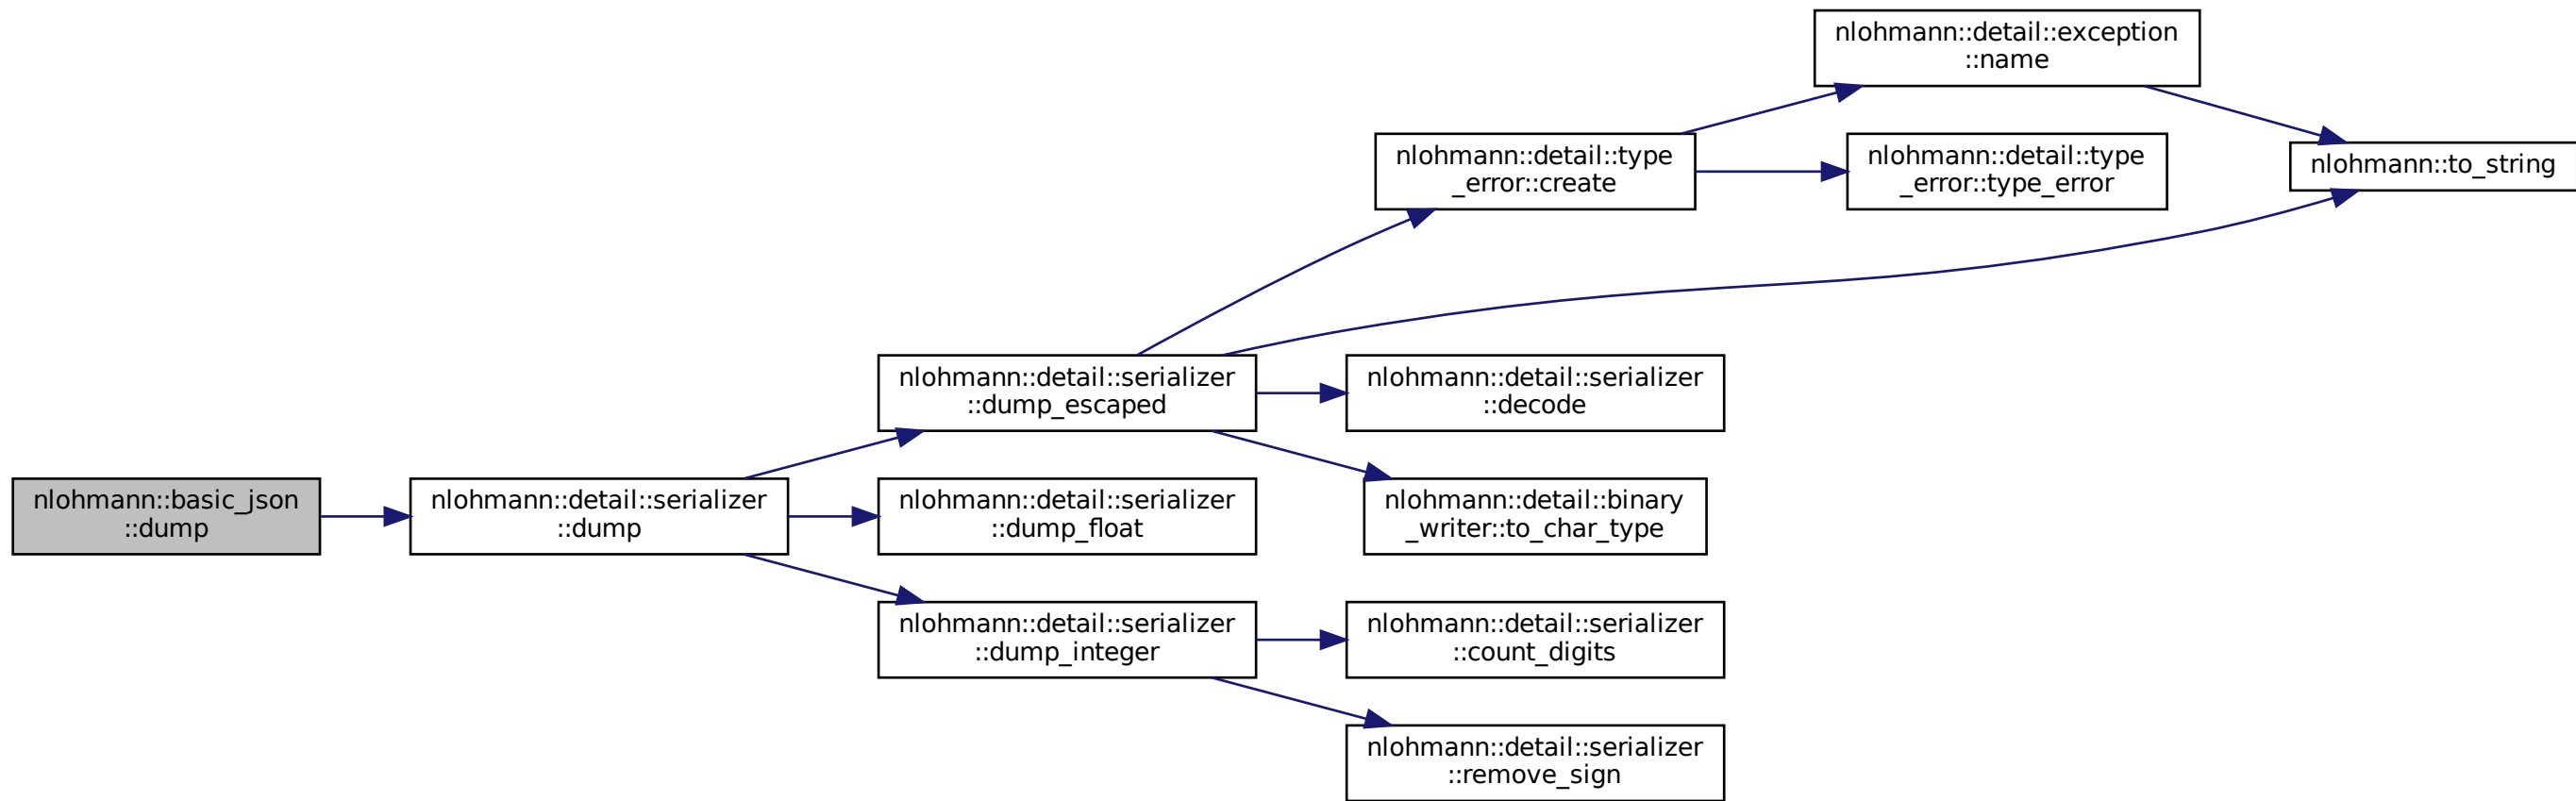 nlohmann::detail::exception
::name
nlohmann::detail::type
_error::create
nlohmann::detail::type
_error::type_error
nlohmann::to_string
nlohmann::detail::serializer
::dump_escaped
nlohmann::detail::serializer
::decode
nlohmann::basic_json
::dump
nlohmann::detail::serializer
::dump
nlohmann::detail::serializer
::dump_float
nlohmann::detail::binary
_writer::to_char_type
nlohmann::detail::serializer
::dump_integer
nlohmann::detail::serializer
::count_digits
nlohmann::detail::serializer
::remove_sign